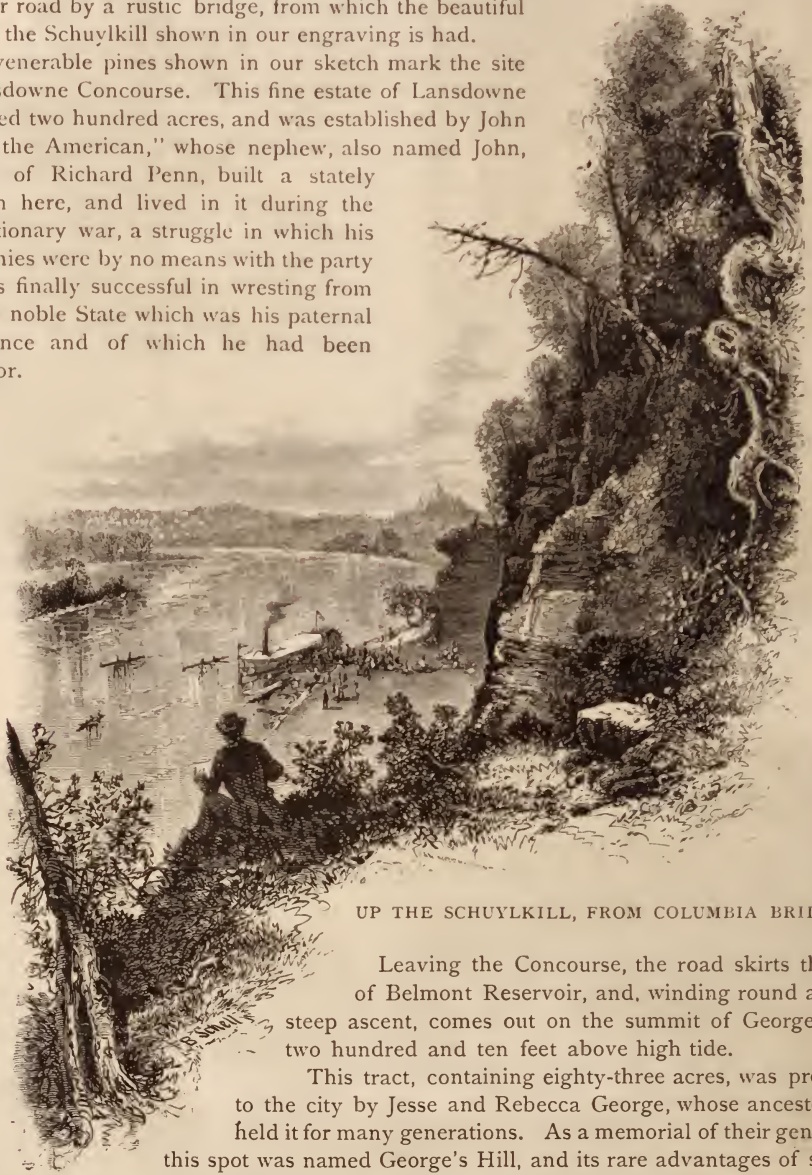 r road by a rustic bridge, from which the beautiful
the Schuylkill shown in our engraving is had.
venerable pines shown in our sketch mark the site
sdowne Concourse. This fine estate of Lansdowne
ed two hundred acres, and was established by John
the American," whose nephew, also named John,
of Richard Penn, built a stately
n here, and lived in it during the
tionary war, a struggle in which his
nies were by no means with the party
s finally successful in wresting from
noble State which was his paternal
nce and of which he had been
or.
B. Schell
UP THE SCHUYLKILL, FROM COLUMBIA BRI
Leaving the Concourse, the road skirts t
of Belmont Reservoir, and, winding round a
steep ascent, comes out on the summit of George
two hundred and ten feet above high tide.
This tract, containing eighty-three acres, was pr
to the city by Jesse and Rebecca George, whose ancest
held it for many generations. As a memorial of their gen
this spot was named George's Hill, and its rare advantages of s